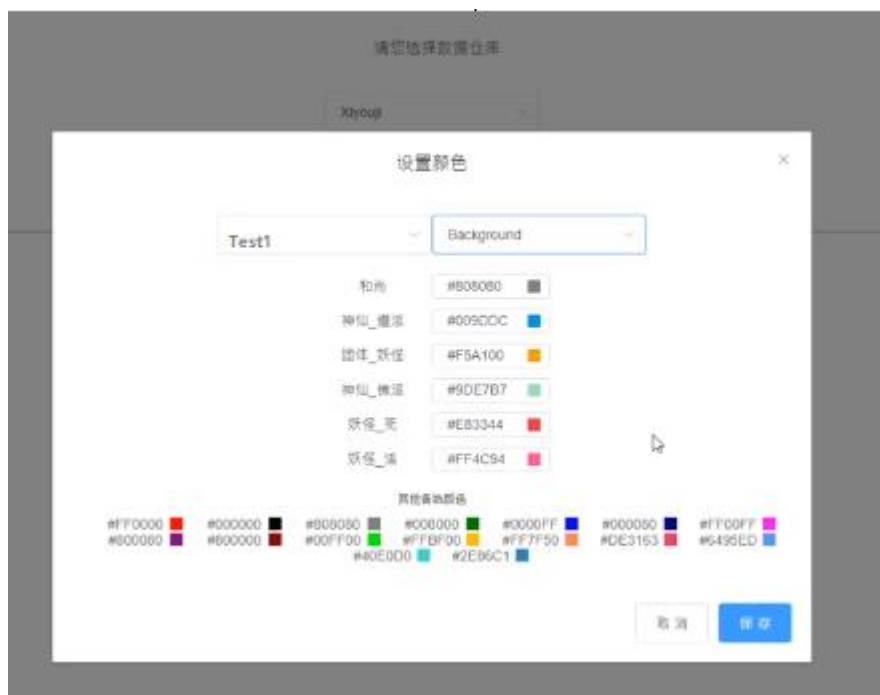 请您选择数据仓库
Xiyouji
设置颜色
×
Test1 Background
和尚 #808080
神仙_道派 #009DDC
团体_妖怪 #F5A100
神仙_佛派 #9DE7B7
妖怪_死 #E83344
妖怪_活 #FF4C94
其他备选颜色
#FF0000 #000000 #808080 #008000 #0000FF #000080 #FF00FF
#800080 #800000 #00FF00 #FFBF00 #FF7F50 #DE3163 #6495ED
#40E0D0 #2E86C1
取消 保存